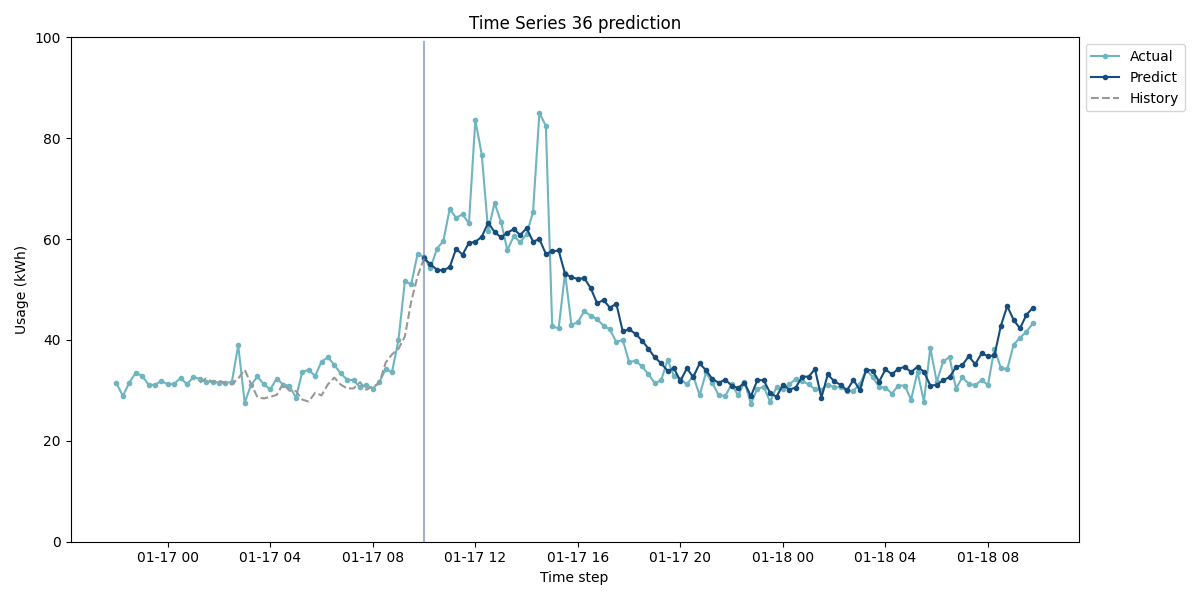 Time Series 36 prediction
Actual
Predict
History
Usage (kWh)
100
80
60
40
20
0
01-17 00
01-17 04
01-17 08
01-17 12
01-17 16
01-17 20
01-18 00
01-18 04
01-18 08
Time step